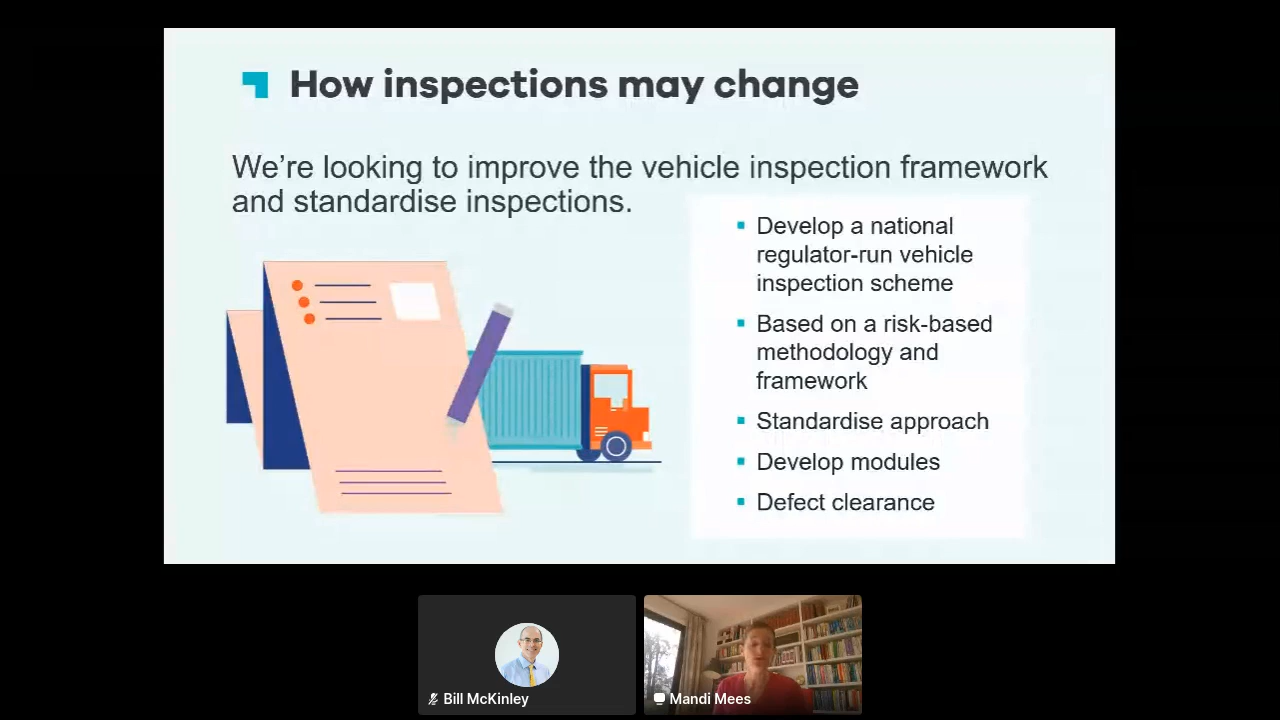 How inspections may change
We’re looking to improve the vehicle inspection framework
and standardise inspections.
Develop a national
regulator-run vehicle
inspection scheme
Based on a risk-based
methodology and
framework
Standardise approach
Develop modules
Defect clearance
Bill McKinley
Mandi Mees